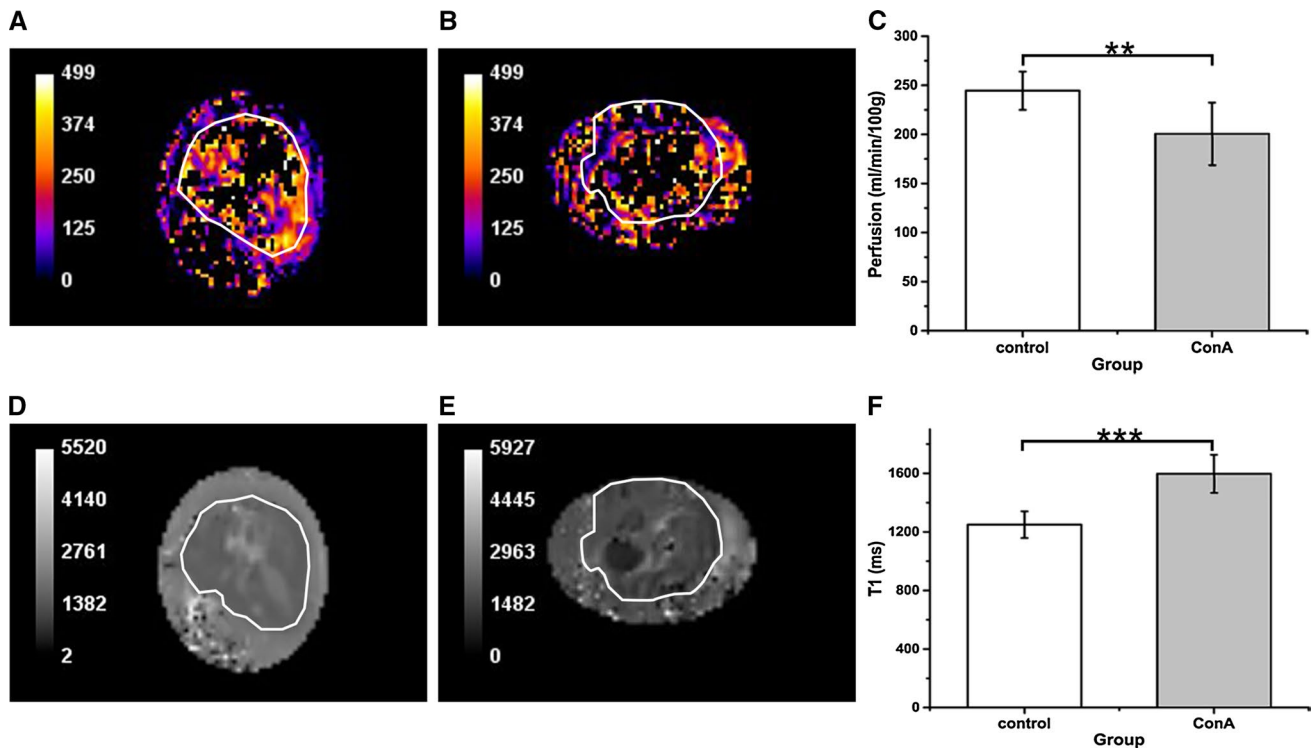 A
499
374
250
125
0
B
499
374
250
125
0
C
300
250
200
150
100
50
0
Perfusion (ml/min/100g)
**
control
ConA
Group
D
5520
4140
2761
1382
2
E
5927
4445
2963
1482
0
F
1600
1200
800
400
0
T1 (ms)
***
control
ConA
Group